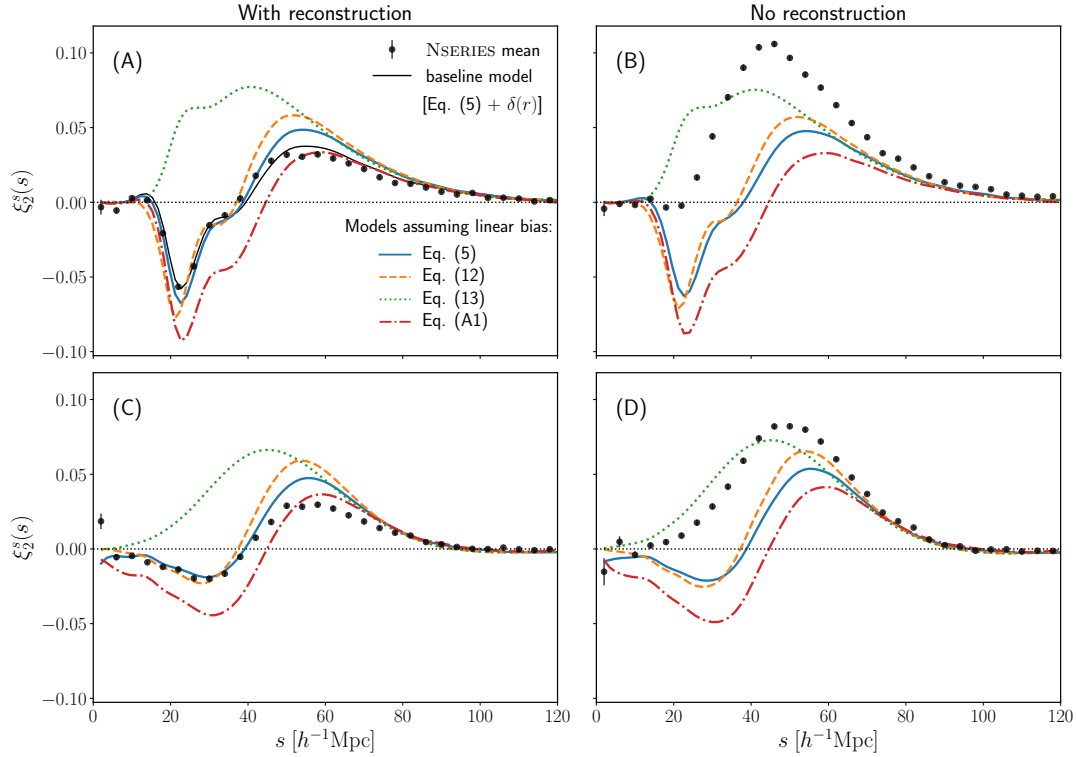 With reconstruction
No reconstruction
(A)
NSERIES mean
baseline model
[Eq. (5) + δ(r)]
Models assuming linear bias:
Eq. (5)
Eq. (12)
Eq. (13)
Eq. (A1)
0.10
0.05
0.00
−0.05
−0.10
ξ₂ˢ(s)
(B)
(C)
0.10
0.05
0.00
−0.05
−0.10
ξ₂ˢ(s)
0
20
40
60
80
100
120
s [h⁻¹Mpc]
(D)
0
20
40
60
80
100
120
s [h⁻¹Mpc]